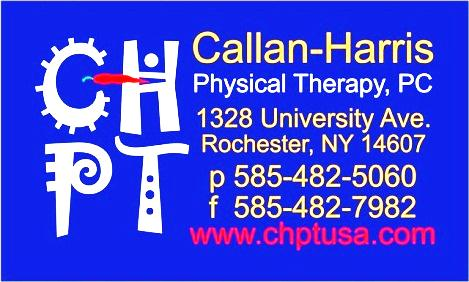 CH
PT
Callan-Harris
Physical Therapy, PC
1328 University Ave.
Rochester, NY 14607
p 585-482-5060
f 585-482-7982
www.chptusa.com